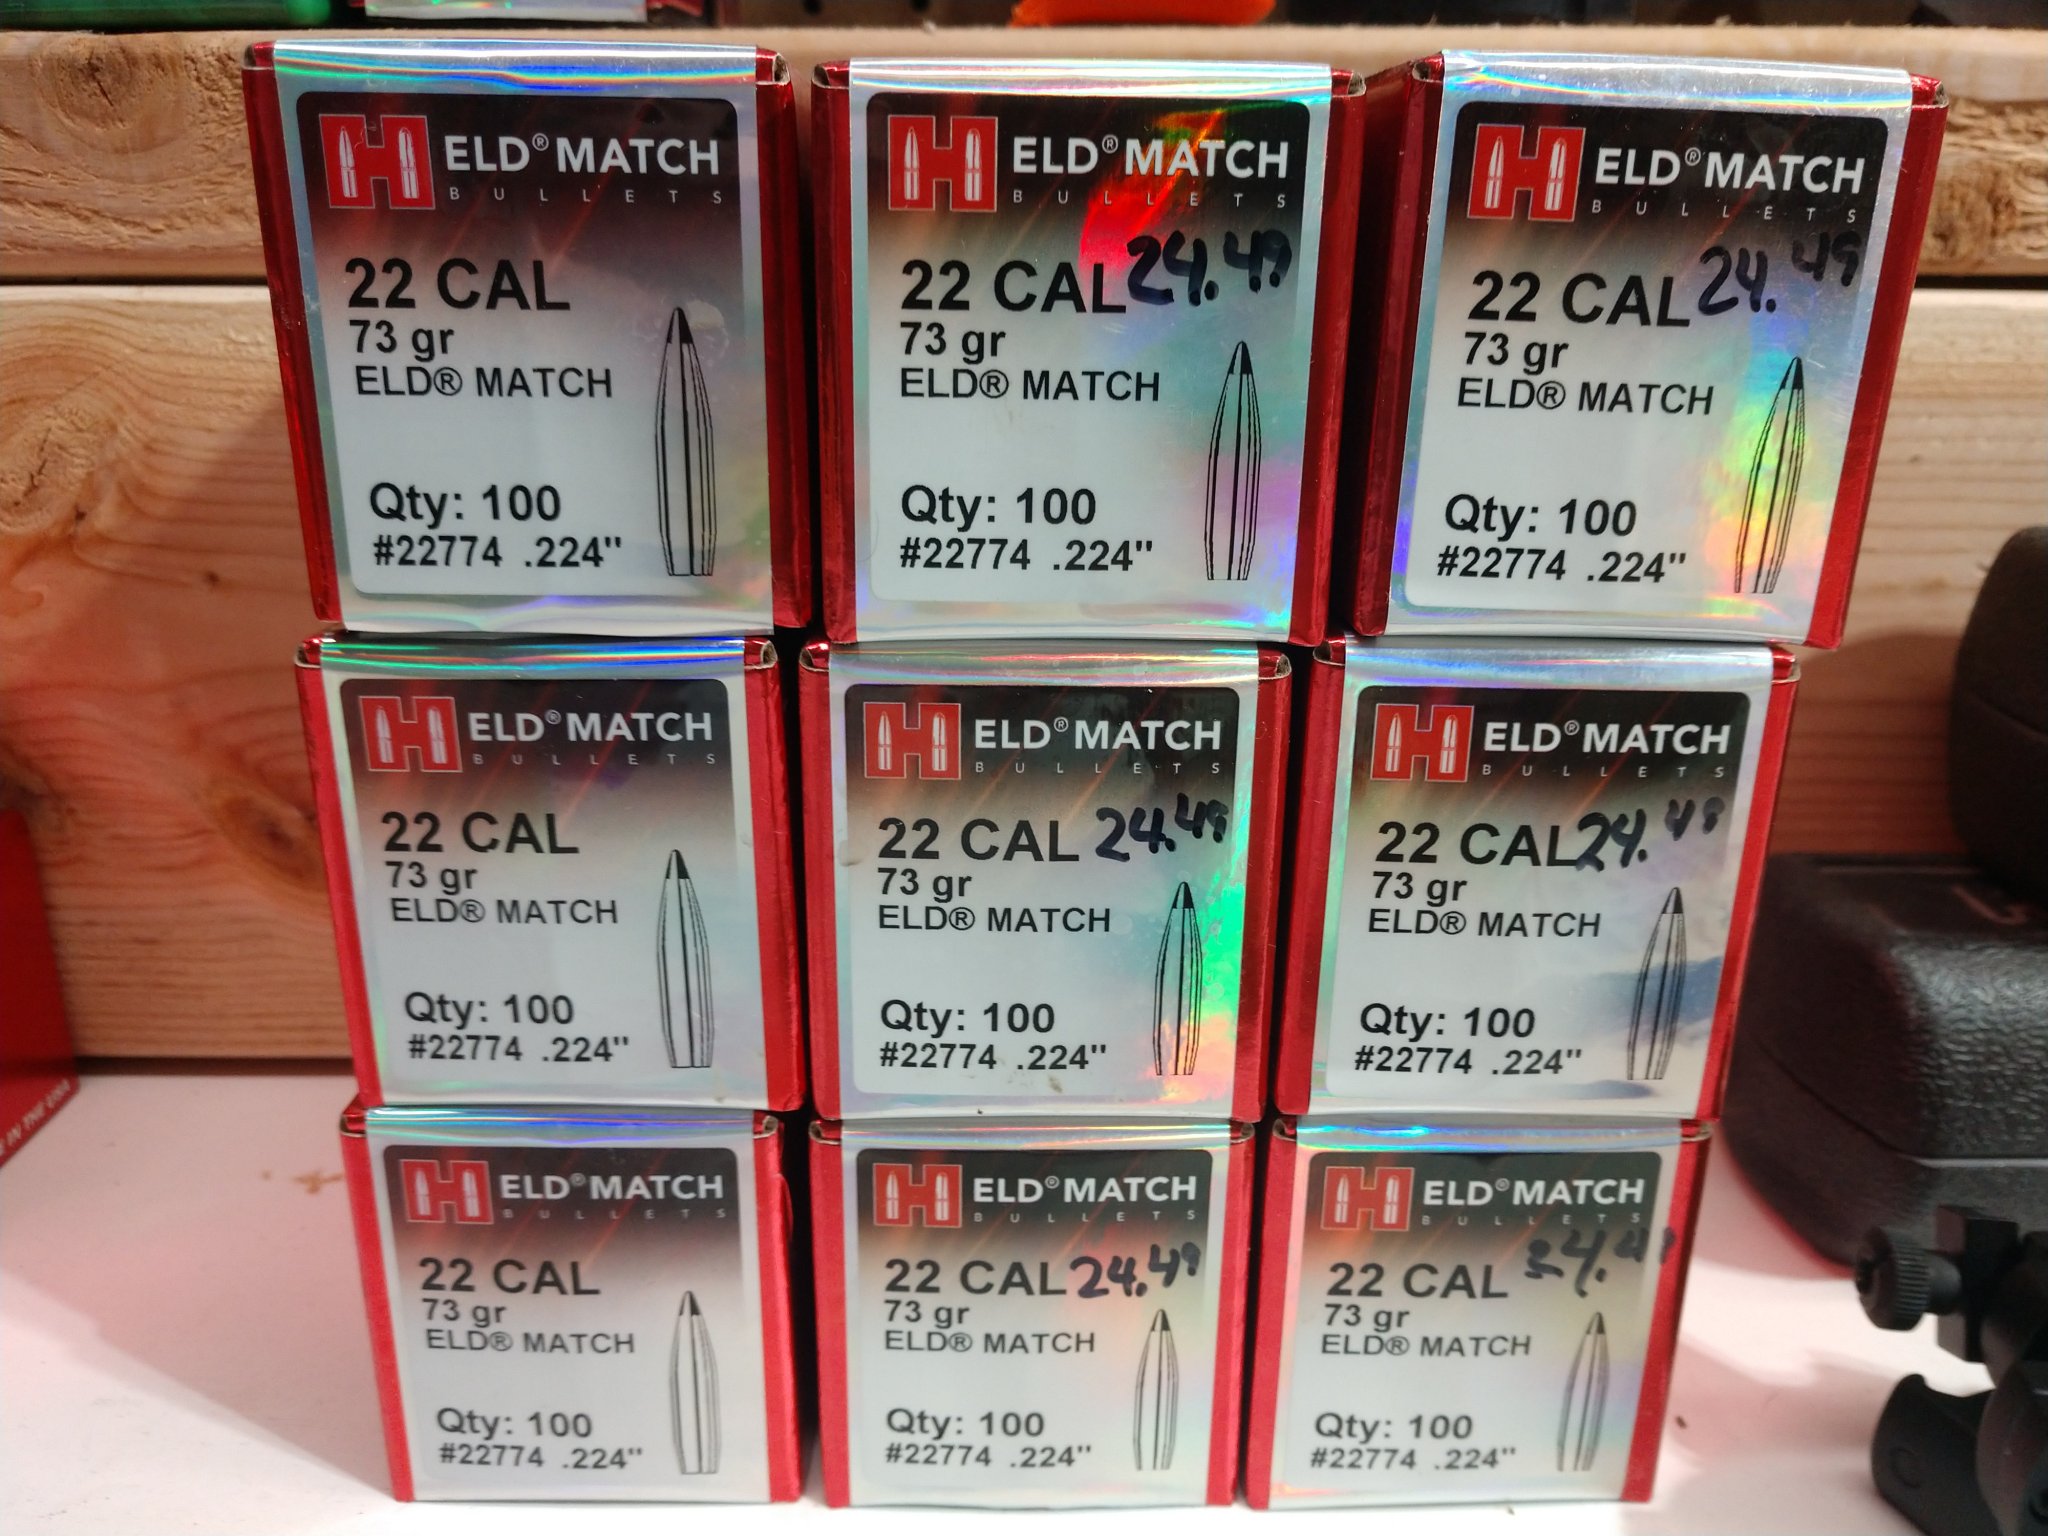 ELD® MATCH
BULLETS
22 CAL
73 gr
ELD® MATCH
Qty: 100
#22774 .224"
ELD® MATCH
BULLETS
22 CAL 24.49
73 gr
ELD® MATCH
Qty: 100
#22774 .224"
ELD® MATCH
BULLETS
22 CAL 24.49
73 gr
ELD® MATCH
Qty: 100
#22774 .224"
ELD® MATCH
BULLETS
22 CAL
73 gr
ELD® MATCH
Qty: 100
#22774 .224"
ELD® MATCH
BULLETS
22 CAL 24.49
73 gr
ELD® MATCH
Qty: 100
#22774 .224"
ELD® MATCH
BULLETS
22 CAL 24.49
73 gr
ELD® MATCH
Qty: 100
#22774 .224"
ELD® MATCH
BULLETS
22 CAL
73 gr
ELD® MATCH
Qty: 100
#22774 .224"
ELD® MATCH
BULLETS
22 CAL 24.49
73 gr
ELD® MATCH
Qty: 100
#22774 .224"
ELD® MATCH
BULLETS
22 CAL
73 gr
ELD® MATCH
Qty: 100
#22774 .224"
IN THE USA